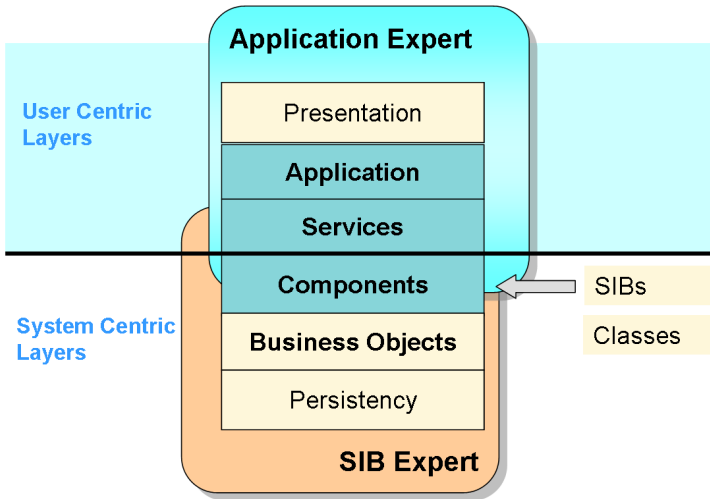 Application Expert
User Centric
Layers
Presentation
Application
Services
Components
SIBs
System Centric
Layers
Classes
Business Objects
Persistency
SIB Expert